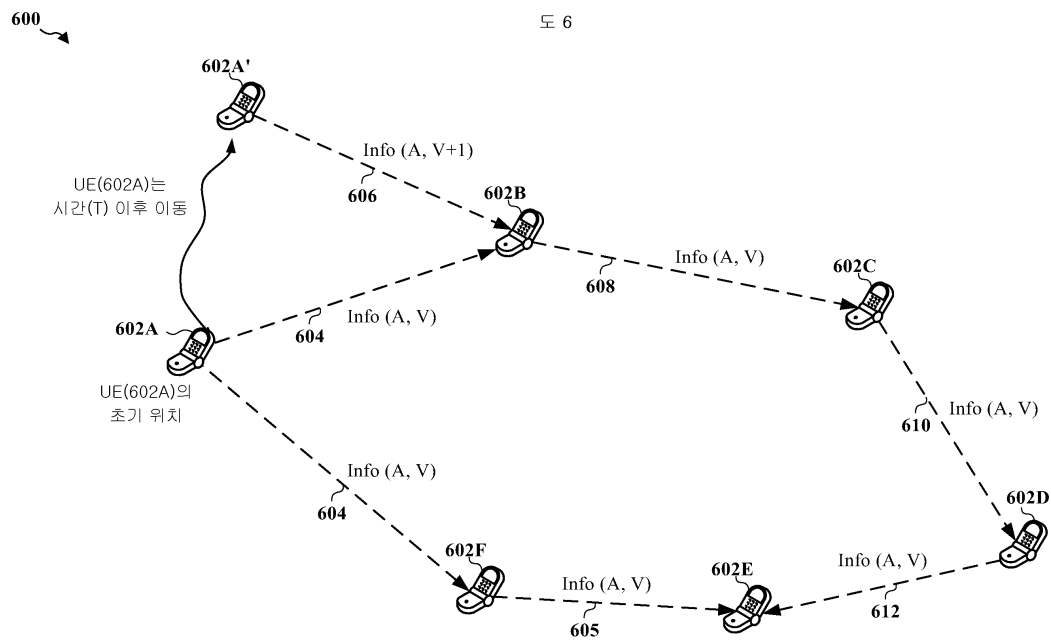 600
도 6
602A'
Info (A, V+1)
UE(602A)는
시간(T) 이후 이동
606
602B
Info (A, V)
608
602C
602A
604
Info (A, V)
UE(602A)의
초기 위치
610
Info (A, V)
Info (A, V)
604
602D
602F
Info (A, V)
602E
Info (A, V)
605
612